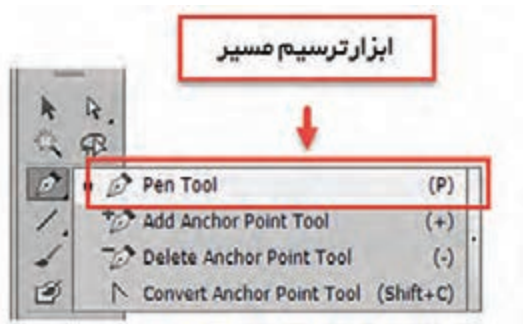 ابزارترسیم مسیر
Pen Tool (P)
Add Anchor Point Tool (+)
Delete Anchor Point Tool (-)
Convert Anchor Point Tool (Shift+C)